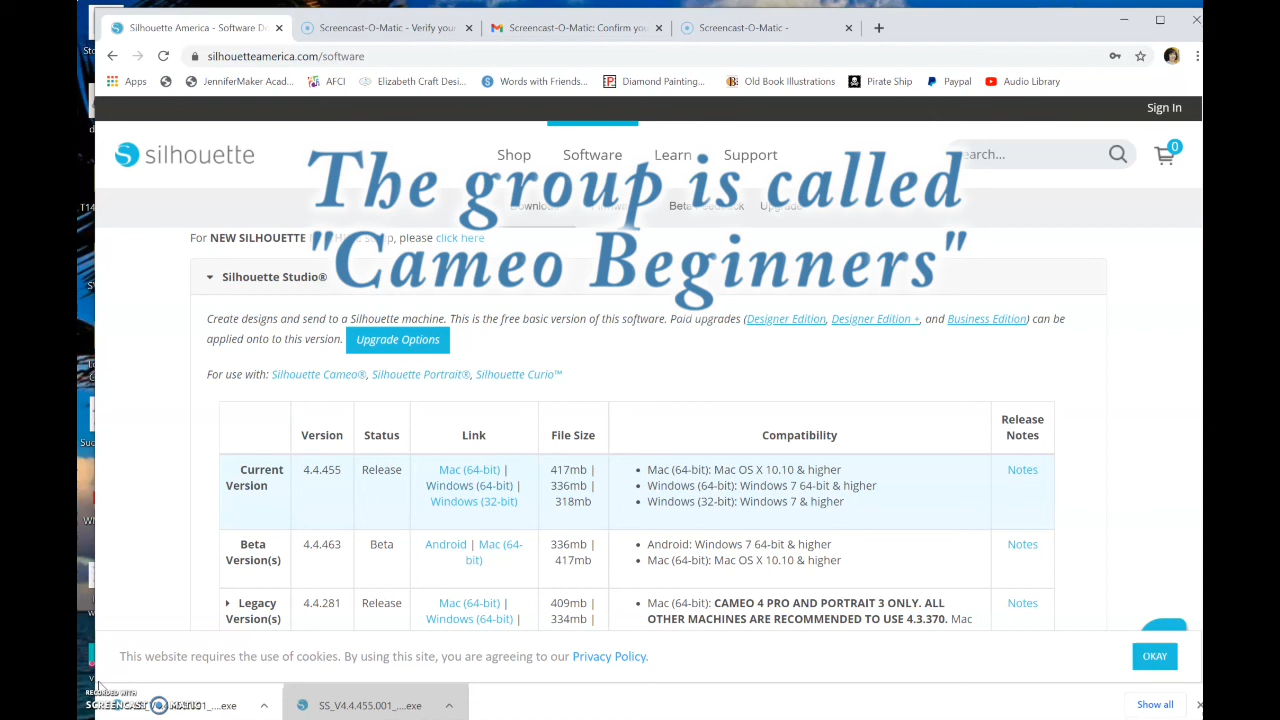 Silhouette America - Software De
Screencast-O-Matic - Verify your
Screencast-O-Matic: Confirm you
Screencast-O-Matic -
silhouetteamerica.com/software
Apps JenniferMaker Acad... AFCI Elizabeth Craft Desi... Words with Friends... Diamond Painting... Old Book Illustrations Pirate Ship Paypal Audio Library
Sign In
silhouette Shop Software Learn Support earch... 0
The group is called
Beta Feedback
For NEW SILHOUETTE please click here
"Cameo Beginners"
Silhouette Studio®
Create designs and send to a Silhouette machine. This is the free basic version of this software. Paid upgrades (Designer Edition, Designer Edition +, and Business Edition) can be
applied onto to this version. Upgrade Options
For use with: Silhouette Cameo®, Silhouette Portrait®, Silhouette Curio™
Version Status Link File Size Compatibility Release Notes
Current Version 4.4.455 Release Mac (64-bit) | Windows (64-bit) | Windows (32-bit) 417mb | 336mb | 318mb
Mac (64-bit): Mac OS X 10.10 & higher
Windows (64-bit): Windows 7 64-bit & higher
Windows (32-bit): Windows 7 & higher
Notes
Beta Version(s) 4.4.463 Beta Android | Mac (64-bit) 336mb | 417mb
Android: Windows 7 64-bit & higher
Mac (64-bit): Mac OS X 10.10 & higher
Notes
Legacy Version(s) 4.4.281 Release Mac (64-bit) | Windows (64-bit) | 409mb | 334mb |
Mac (64-bit): CAMEO 4 PRO AND PORTRAIT 3 ONLY. ALL
OTHER MACHINES ARE RECOMMENDED TO USE 4.3.370. Mac
Notes
This website requires the use of cookies. By using this site, you are agreeing to our Privacy Policy.
OKAY
RECORDED WITH
SCREENCAST-O-MATIC
SS_V4.4.455.001_....exe
Show all